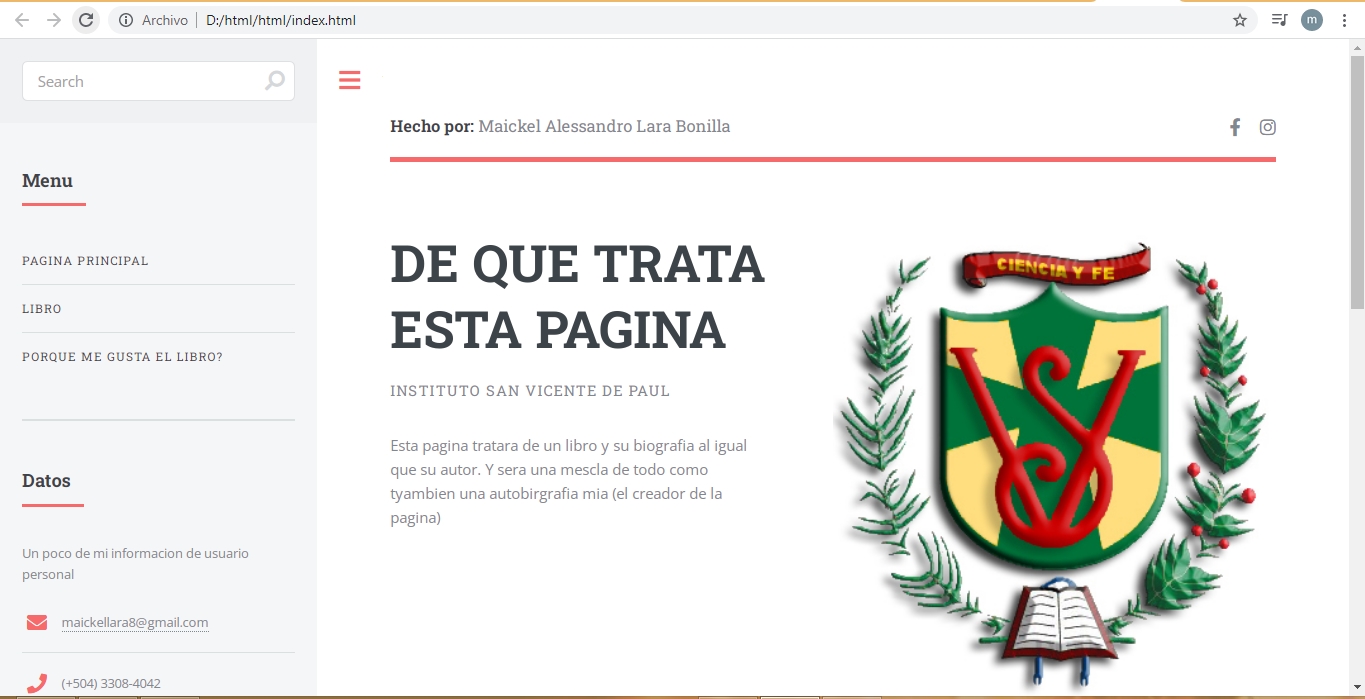 Archivo
D:/html/html/index.html
m
Search
Menu
PAGINA PRINCIPAL
LIBRO
PORQUE ME GUSTA EL LIBRO?
Datos
Un poco de mi informacion de usuario
personal
maickellara8@gmail.com
(+504) 3308-4042
Hecho por: Maickel Alessandro Lara Bonilla
DE QUE TRATA
ESTA PAGINA
INSTITUTO SAN VICENTE DE PAUL
Esta pagina tratara de un libro y su biografia al igual
que su autor. Y sera una mescla de todo como
tyambien una autobirgrafia mia (el creador de la
pagina)
CIENCIA Y FE
SV